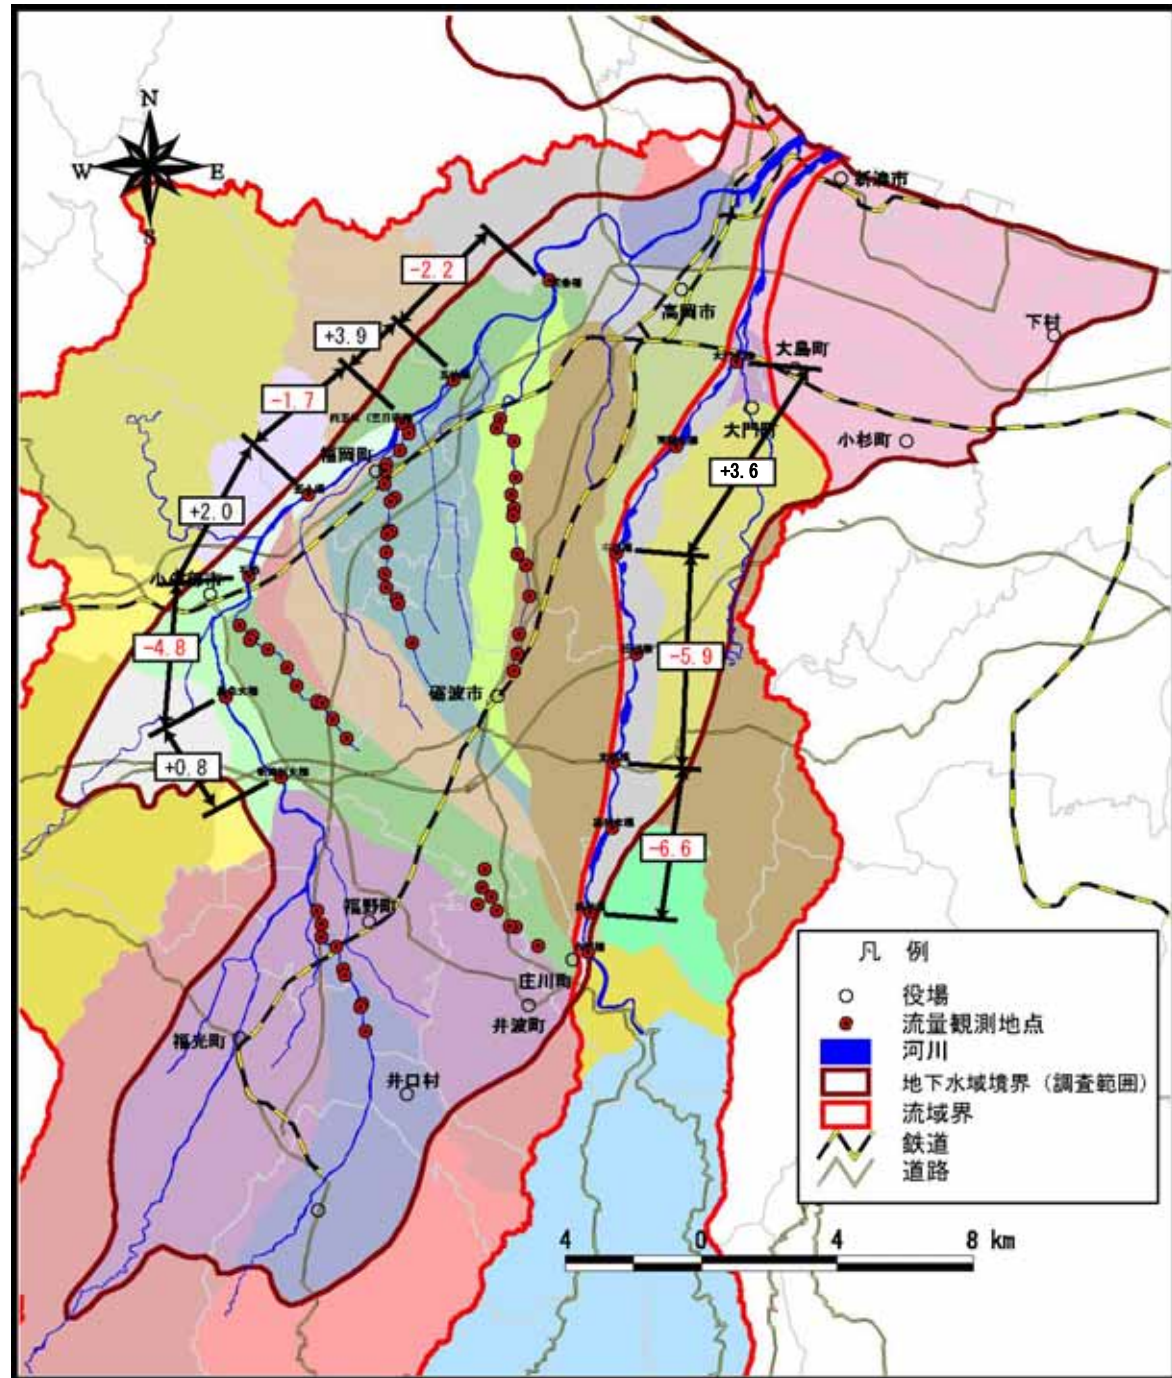 N
W
E
S
新湊市
-2.2
高岡市
+3.9
下村
大島町
-1.7
大門町
小杉町
福岡町
+3.6
+2.0
小矢部市
-4.8
-5.9
砺波市
+0.8
-6.6
福野町
庄川町
井波町
福光町
井口村
凡 例
役場
流量観測地点
河川
地下水域境界（調査範囲）
流域界
鉄道
道路
4
0
4
8 km